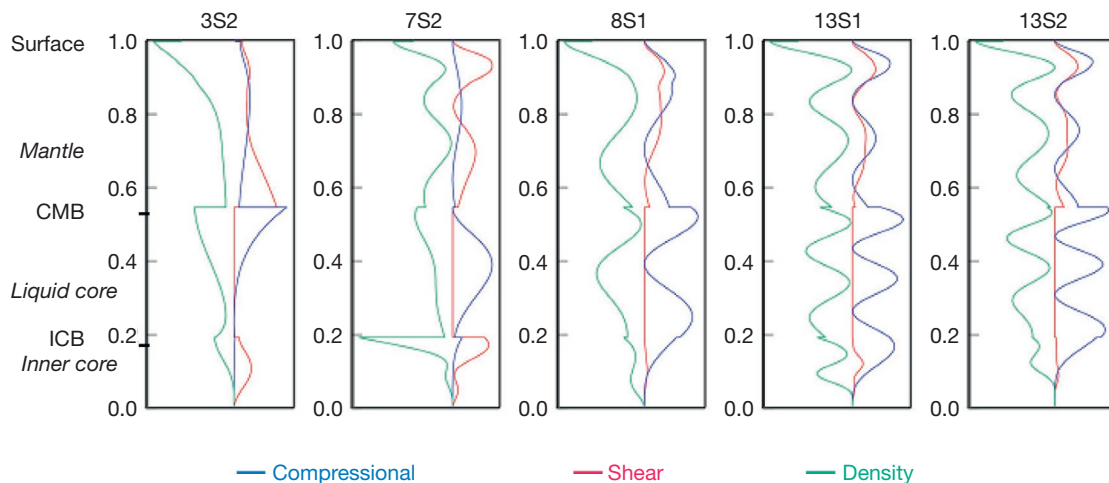 3S2 7S2 8S1 13S1 13S2
Surface 1.0 1.0 1.0 1.0 1.0
0.8 0.8 0.8 0.8 0.8
Mantle
0.6 0.6 0.6 0.6 0.6
CMB
0.4 0.4 0.4 0.4 0.4
Liquid core
ICB 0.2 0.2 0.2 0.2 0.2
Inner core
0.0 0.0 0.0 0.0 0.0
Compressional Shear Density